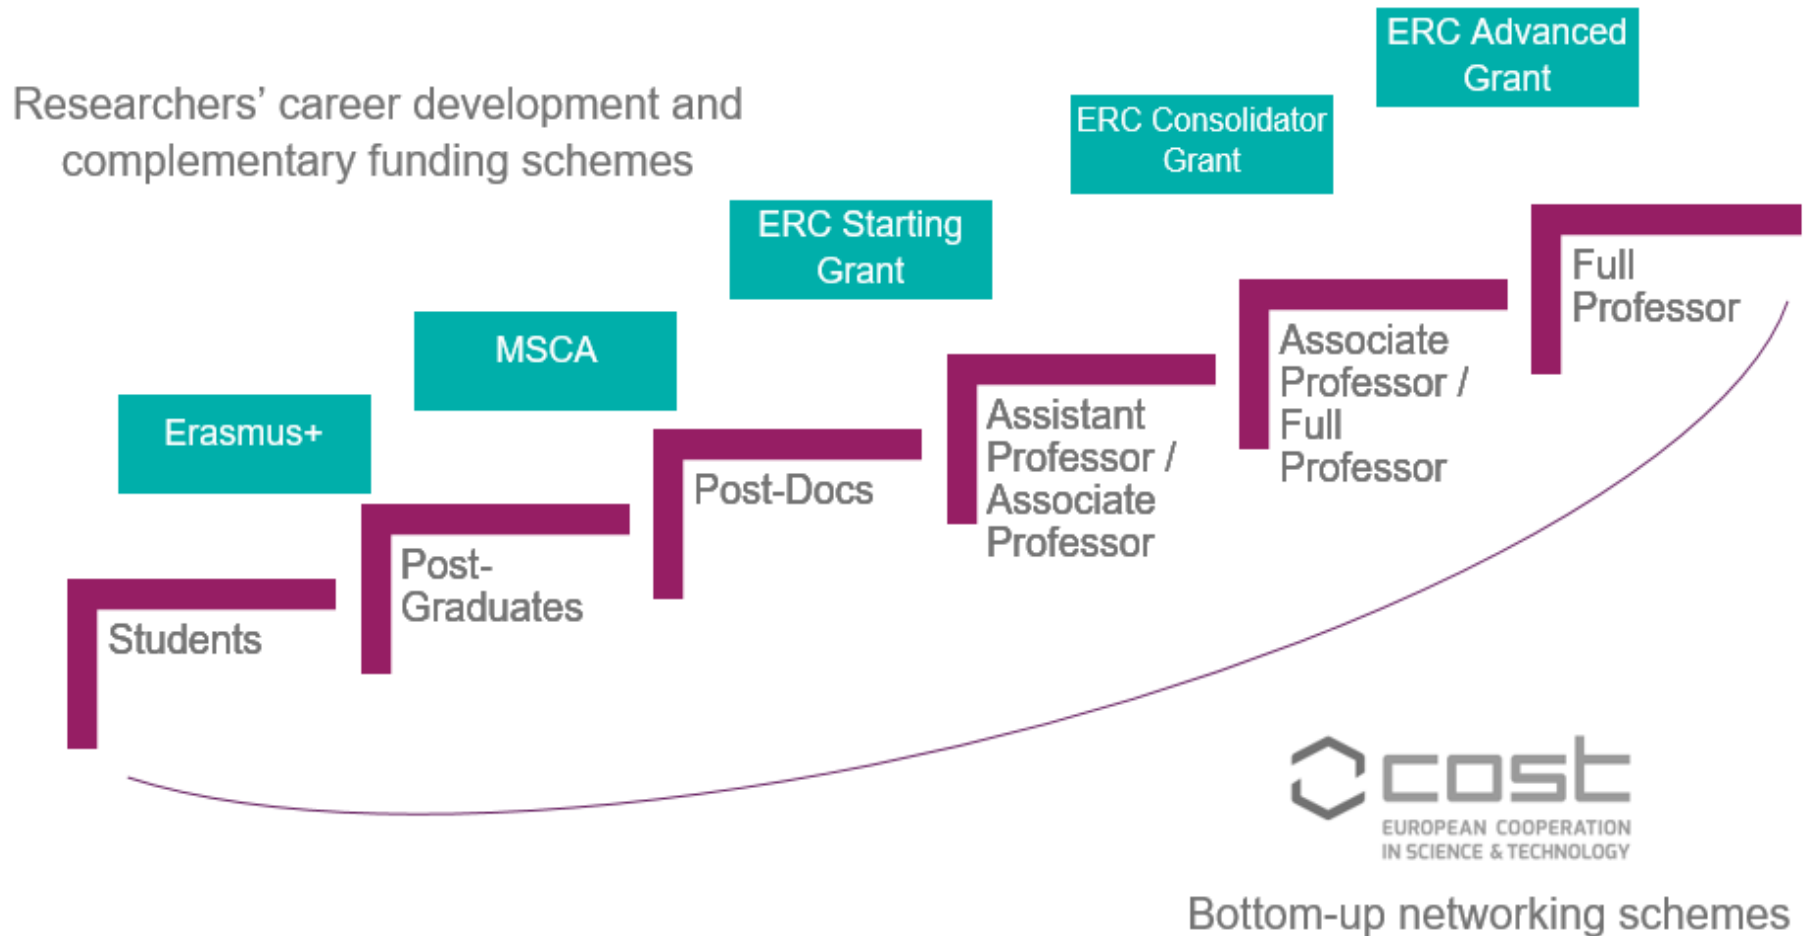 Researchers’ career development and
complementary funding schemes
ERC Advanced
Grant
ERC Consolidator
Grant
ERC Starting
Grant
MSCA
Erasmus+
Students
Post-
Graduates
Post-Docs
Assistant
Professor /
Associate
Professor
Associate
Professor /
Full
Professor
Full
Professor
cost
EUROPEAN COOPERATION
IN SCIENCE & TECHNOLOGY
Bottom-up networking schemes